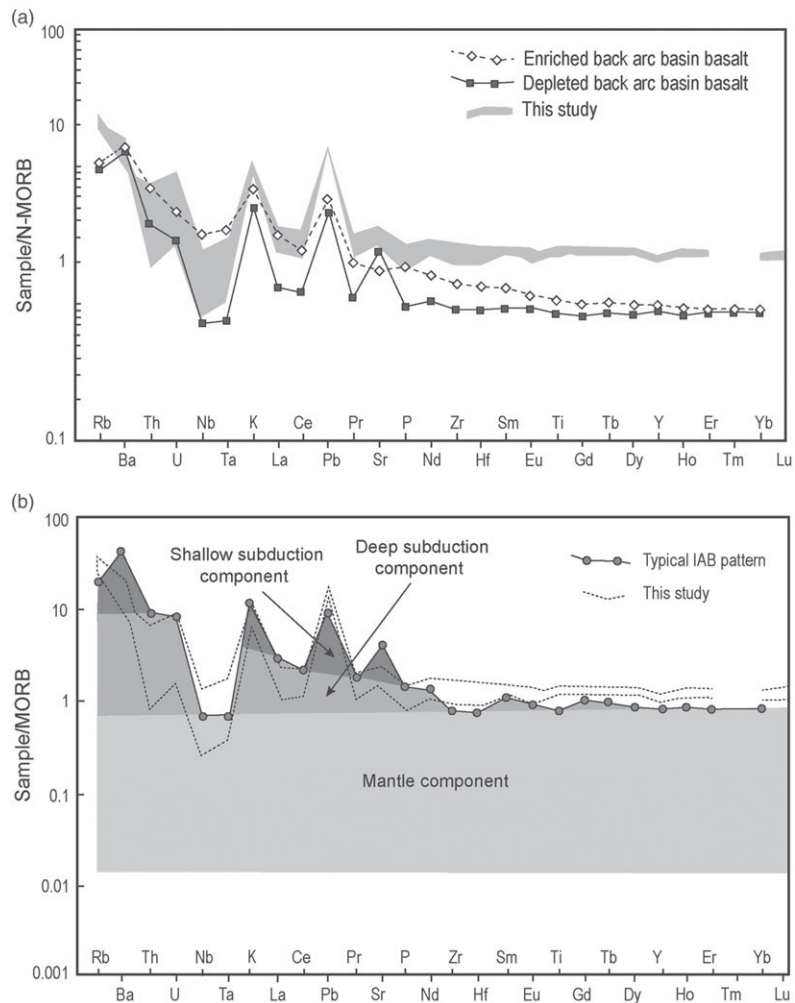 (a)
100
10
1
0.1
Sample/N-MORB
Enriched back arc basin basalt
Depleted back arc basin basalt
This study
Rb Th Nb K Ce Pr P Zr Sm Ti Tb Y Er Yb
Pb
Ba U Ta La Sr Nd Hf Eu Gd Dy Ho Tm Lu
(b)
100
10
1
0.1
0.01
0.001
Sample/MORB
Shallow subduction
component
Deep subduction
component
Typical IAB pattern
This study
Mantle component
Rb Th Nb K Ce Pb Pr P Zr Sm Ti Tb Y Er Yb
Ba U Ta La Sr Nd Hf Eu Gd Dy Ho Tm Lu